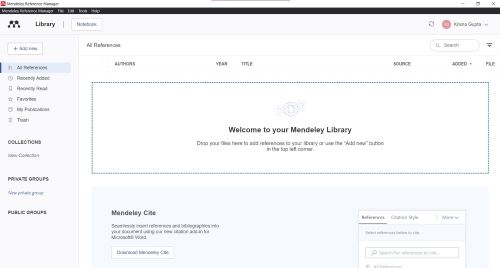 Mendeley Reference Manager
Mendeley Reference Manager File Edit Tools Help
Library Notebook
Krisna Gupta
+ Add new
All References
Search
All References
Recently Added
Recently Read
Favorites
My Publications
Trash
AUTHORS YEAR TITLE SOURCE ADDED FILE
COLLECTIONS
New Collection
PRIVATE GROUPS
New private group
PUBLIC GROUPS
Welcome to your Mendeley Library
Drop your files here to add references to your library or use the "Add new" button
in the top left corner.
Mendeley Cite
Seamlessly insert references and bibliographies into
your document using our new citation add-in for
Microsoft® Word.
Download Mendeley Cite
References Citation Style More
Select references below to cite.
Search for references to cite...
All References